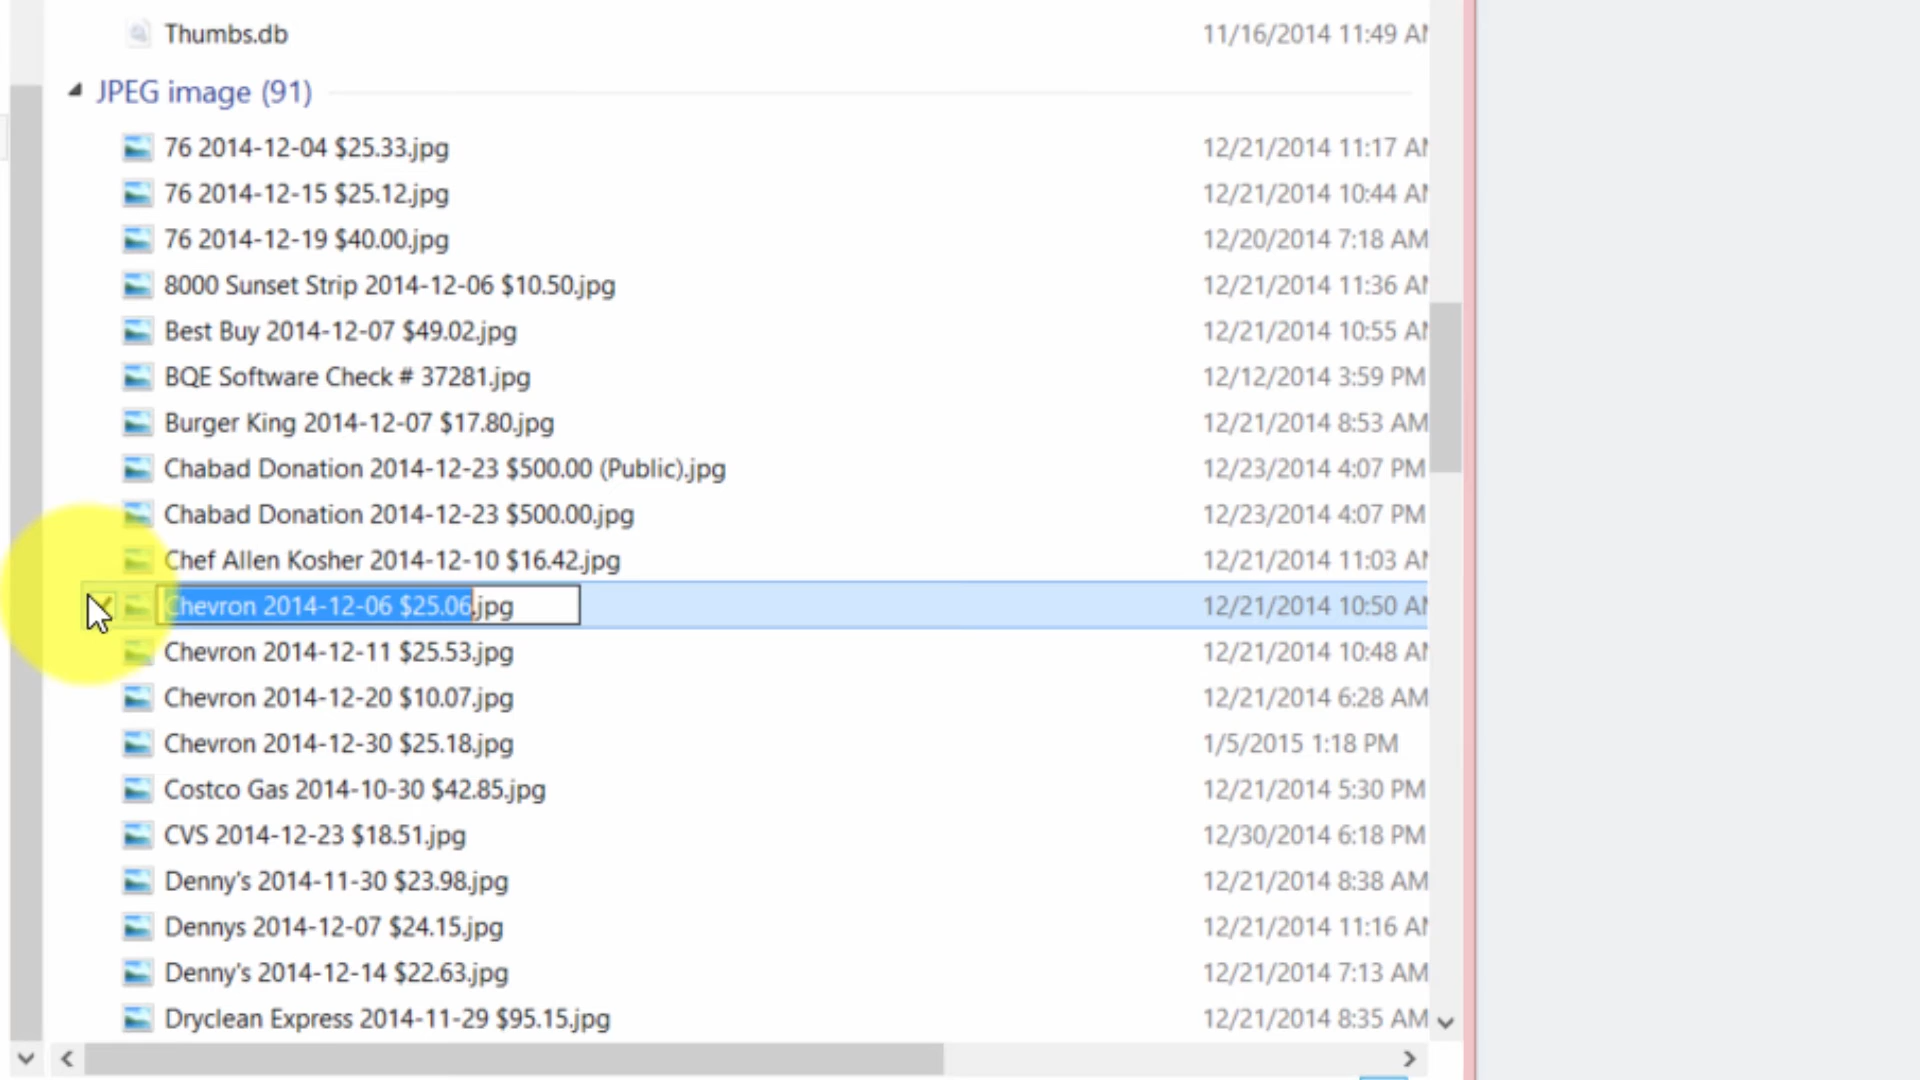 Thumbs.db 11/16/2014 11:49 AM
JPEG image (91)
76 2014-12-04 $25.33.jpg 12/21/2014 11:17 AM
76 2014-12-15 $25.12.jpg 12/21/2014 10:44 AM
76 2014-12-19 $40.00.jpg 12/20/2014 7:18 AM
8000 Sunset Strip 2014-12-06 $10.50.jpg 12/21/2014 11:36 AM
Best Buy 2014-12-07 $49.02.jpg 12/21/2014 10:55 AM
BQE Software Check # 37281.jpg 12/12/2014 3:59 PM
Burger King 2014-12-07 $17.80.jpg 12/21/2014 8:53 AM
Chabad Donation 2014-12-23 $500.00 (Public).jpg 12/23/2014 4:07 PM
Chabad Donation 2014-12-23 $500.00.jpg 12/23/2014 4:07 PM
Chef Allen Kosher 2014-12-10 $16.42.jpg 12/21/2014 11:03 AM
Chevron 2014-12-06 $25.06.jpg 12/21/2014 10:50 AM
Chevron 2014-12-11 $25.53.jpg 12/21/2014 10:48 AM
Chevron 2014-12-20 $10.07.jpg 12/21/2014 6:28 AM
Chevron 2014-12-30 $25.18.jpg 1/5/2015 1:18 PM
Costco Gas 2014-10-30 $42.85.jpg 12/21/2014 5:30 PM
CVS 2014-12-23 $18.51.jpg 12/30/2014 6:18 PM
Denny's 2014-11-30 $23.98.jpg 12/21/2014 8:38 AM
Dennys 2014-12-07 $24.15.jpg 12/21/2014 11:16 AM
Denny's 2014-12-14 $22.63.jpg 12/21/2014 7:13 AM
Dryclean Express 2014-11-29 $95.15.jpg 12/21/2014 8:35 AM